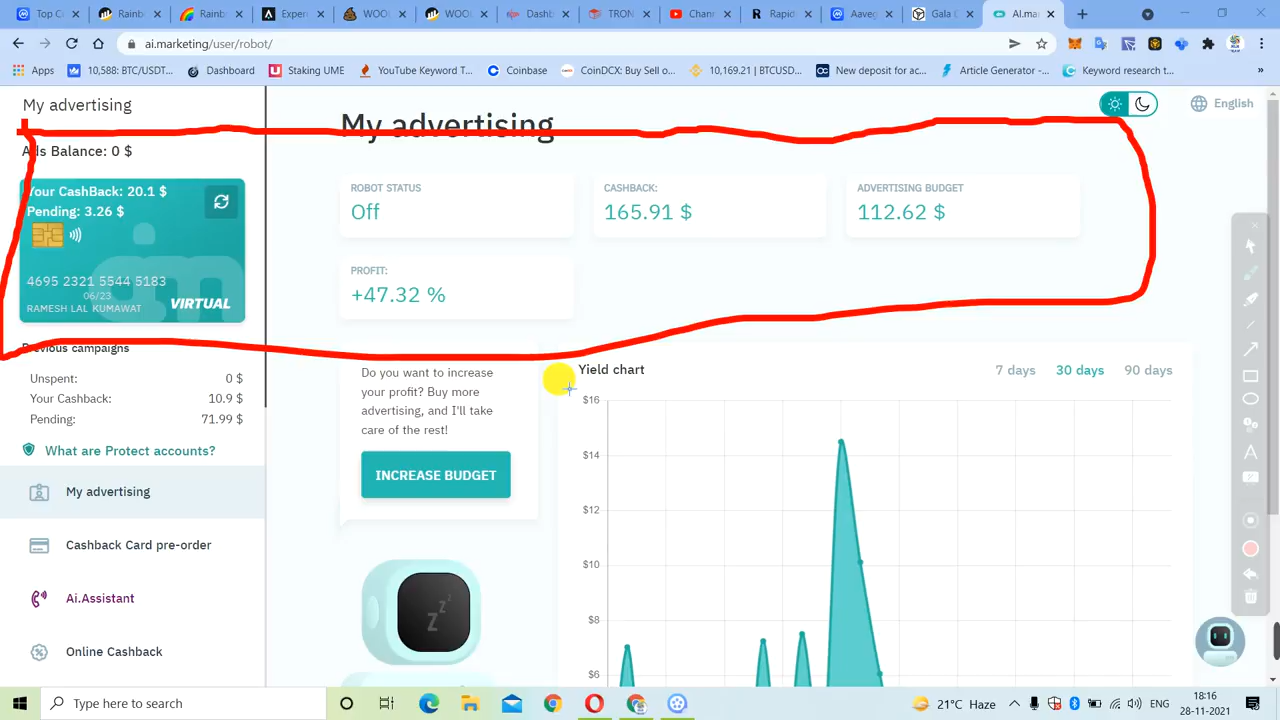 (4) Top
Rainb
Expert
WOO
WOO
Dashb
TRON
Chann
Rank
Availa
Gala C
AI.mar
ai.marketing/user/robot/
Apps
10,588: BTC/USDT...
Dashboard
Staking UME
YouTube Keyword T...
Coinbase
CoinDCX: Buy Sel o...
10,169.21 | BTCUSD...
New deposit for ac...
Article Generator -...
Keyword research t...
»
My advertising
Ads Balance: 0 $
Your CashBack: 20.1 $
Pending: 3.26 $
4695 2321 5544 5183
06/23
RAMESH LAL KUMAWAT
VIRTUAL
Previous campaigns
Unspent: 0 $
Your Cashback: 10.9 $
Pending: 71.99 $
What are Protect accounts?
My advertising
Cashback Card pre-order
Ai.Assistant
Online Cashback
My advertising
English
ROBOT STATUS
Off
CASHBACK:
165.91 $
ADVERTISING BUDGET
112.62 $
PROFIT:
+47.32 %
Do you want to increase
your profit? Buy more
advertising, and I'll take
care of the rest!
INCREASE BUDGET
z z z
Yield chart
7 days
30 days
90 days
$16
$14
$12
$10
$8
$6
Type here to search
21°C Haze
ENG
18:16
28-11-2021